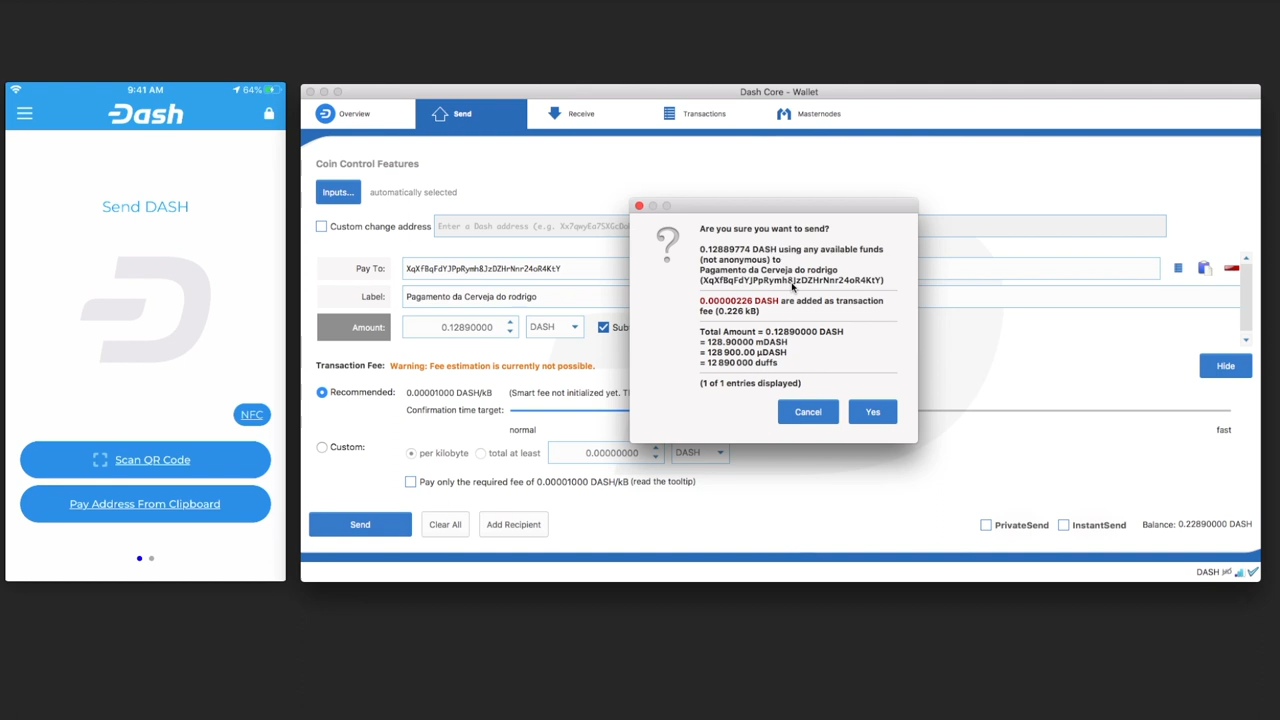 9:41 AM
64%
Dash
Send DASH
NFC
Scan QR Code
Pay Address From Clipboard
Dash Core - Wallet
Overview
Send
Receive
Transactions
Masternodes
Coin Control Features
Inputs...
automatically selected
Custom change address
Enter a Dash address (e.g.
Pay To:
XqXfBqFdYJPpRymh8JzDZHrNnr24oR4KtY
Label:
Pagamento da Cerveja do rodrigo
Amount:
0.12890000
DASH
Transaction Fee:
Warning: Fee estimation is currently not possible.
Hide
Recommended:
0.00001000 DASH/kB
(Smart fee not initialized yet.
Confirmation time target:
normal
fast
Custom:
per kilobyte
total at least
0.00000000
DASH
Pay only the required fee of 0.00001000 DASH/kB (read the tooltip)
Send
Clear All
Add Recipient
PrivateSend
InstantSend
Balance: 0.22890000 DASH
DASH
Are you sure you want to send?
0.12889774 DASH using any available funds
(not anonymous) to
Pagamento da Cerveja do rodrigo
(XqXfBqFdYJPpRymh8JzDZHrNnr24oR4KtY)
0.00000226 DASH are added as transaction
fee (0.226 kB)
Total Amount = 0.12890000 DASH
= 128.90000 mDASH
= 128 900.00 µDASH
= 12 890 000 duffs
(1 of 1 entries displayed)
Cancel
Yes